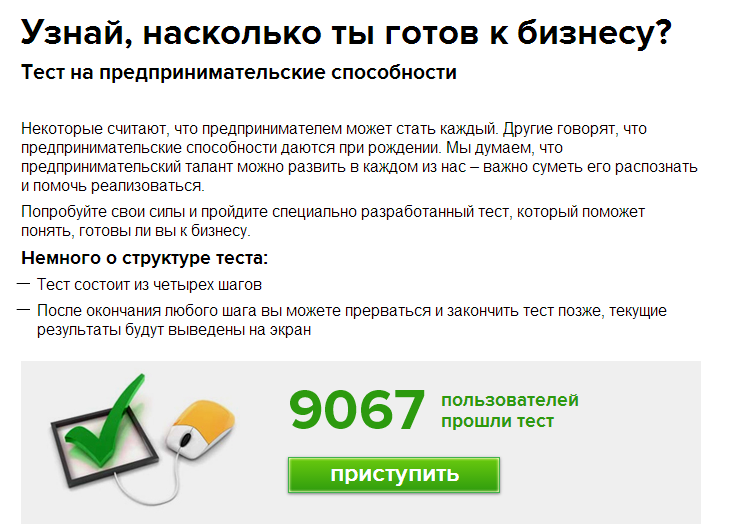 Узнай, насколько ты готов к бизнесу?
Тест на предпринимательские способности
Некоторые считают, что предпринимателем может стать каждый. Другие говорят, что
предпринимательские способности даются при рождении. Мы думаем, что
предпринимательский талант можно развить в каждом из нас – важно суметь его распознать
и помочь реализоваться.
Попробуйте свои силы и пройдите специально разработанный тест, который поможет
понять, готовы ли вы к бизнесу.
Немного о структуре теста:
— Тест состоит из четырех шагов
— После окончания любого шага вы можете прерваться и закончить тест позже, текущие
результаты будут выведены на экран
9067 пользователей
прошли тест
приступить